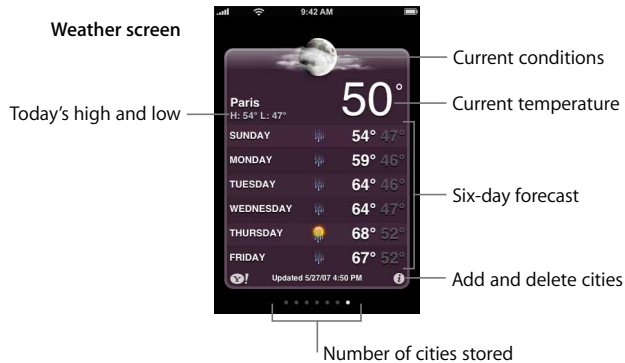 9:42 AM
Weather screen
Current conditions
50°
Current temperature
Paris
Today's high and low
H: 54° L: 47°
SUNDAY 54° 47°
MONDAY 59° 46°
TUESDAY 64° 46°
Six-day forecast
WEDNESDAY 64° 47°
THURSDAY 68° 52°
FRIDAY 67° 52°
Y! Updated 5/27/07 4:50 PM i
Add and delete cities
Number of cities stored